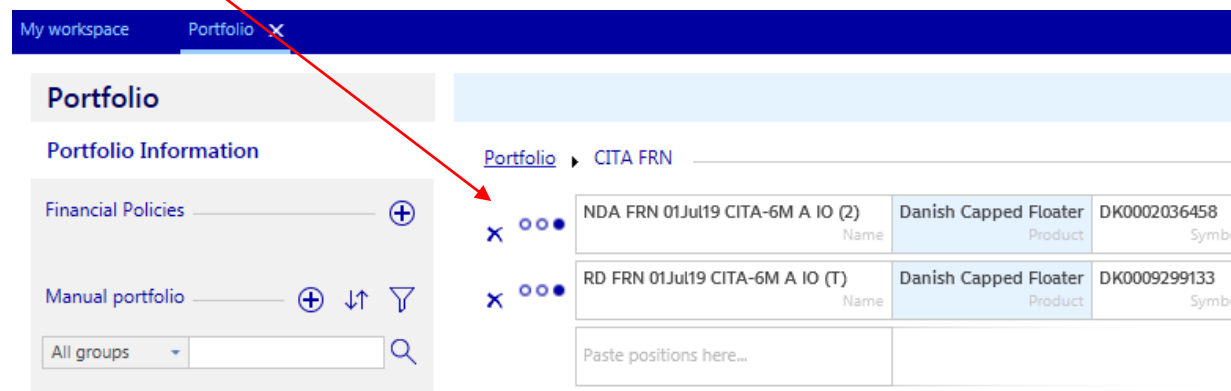 My workspace Portfolio
Portfolio
Portfolio Information
Portfolio CITA FRN
Financial Policies
NDA FRN 01Jul19 CITA-6M A IO (2) Danish Capped Floater DK0002036458
Name Product Symb
Manual portfolio
RD FRN 01Jul19 CITA-6M A IO (T) Danish Capped Floater DK0009299133
Name Product Symb
All groups
Paste positions here...